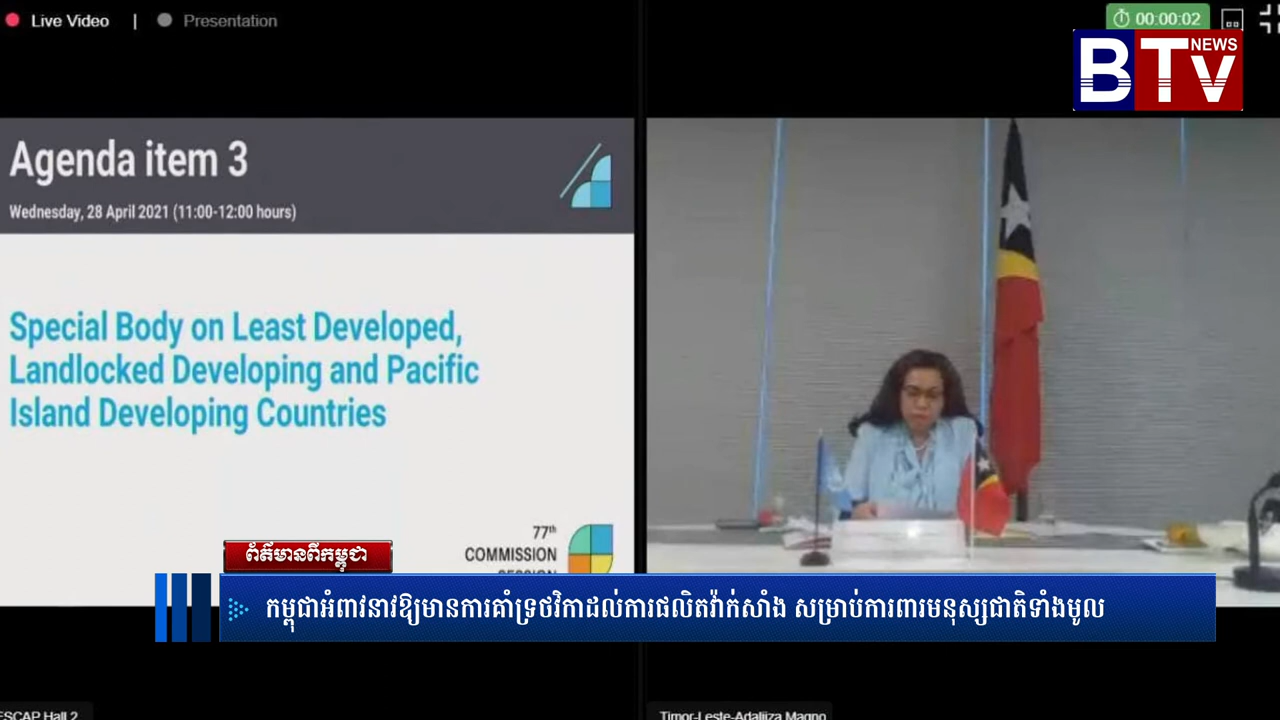 Live Video | Presentation
00:00:02
BTV NEWS
Agenda item 3
Wednesday, 28 April 2021 (11:00-12:00 hours)
Special Body on Least Developed,
Landlocked Developing and Pacific
Island Developing Countries
77th
COMMISSION
SESSION
ព័ត៌មានពីកម្ពុជា
កម្ពុជាអំពាវនាវឱ្យមានការគាំទ្រថវិកាដល់ការផលិតវ៉ាក់សាំង សម្រាប់ការពារមនុស្សជាតិទាំងមូល
ESCAP Hall 2
Timor-Leste-Adaljiza Magno